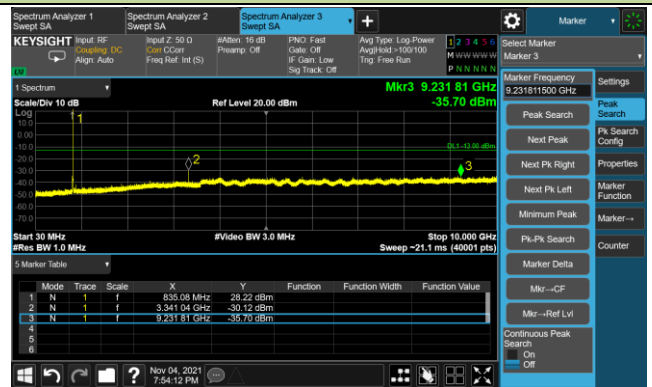 Spectrum Analyzer 1
Swept SA
Spectrum Analyzer 2
Swept SA
Spectrum Analyzer 3
Swept SA
Marker
KEYSIGHT
Input: RF
Coupling: DC
Align: Auto
Input Z: 50 Ω
Corr CCorr
Freq Ref: Int (S)
#Atten: 16 dB
Preamp: Off
PNO: Fast
Gate: Off
IF Gain: Low
Sig Track: Off
Avg Type: Log-Power
Avg|Hold:>100/100
Trig: Free Run
1 2 3 4 5 6
M W W W W W
P N N N N N
Select Marker
Marker 3
1 Spectrum
Mkr3 9.231 81 GHz
-35.70 dBm
Scale/Div 10 dB
Ref Level 20.00 dBm
Log
10.0
0.00
-10.0
-20.0
-30.0
-40.0
-50.0
-60.0
-70.0
1
2
3
DL1 -13.00 dBm
Start 30 MHz
#Video BW 3.0 MHz
Stop 10.000 GHz
#Res BW 1.0 MHz
Sweep ~21.1 ms (40001 pts)
5 Marker Table
Mode Trace Scale X Y Function Function Width Function Value
1 N 1 f 835.08 MHz 28.22 dBm
2 N 1 f 3.341 04 GHz -30.12 dBm
3 N 1 f 9.231 81 GHz -35.70 dBm
4
5
6
Marker Frequency
9.231811500 GHz
Peak Search
Next Peak
Next Pk Right
Next Pk Left
Minimum Peak
Pk-Pk Search
Marker Delta
Mkr→CF
Mkr→Ref Lvl
Continuous Peak
Search
On
Off
Settings
Peak
Search
Pk Search
Config
Properties
Marker
Function
Marker→
Counter
?
Nov 04, 2021
7:54:12 PM